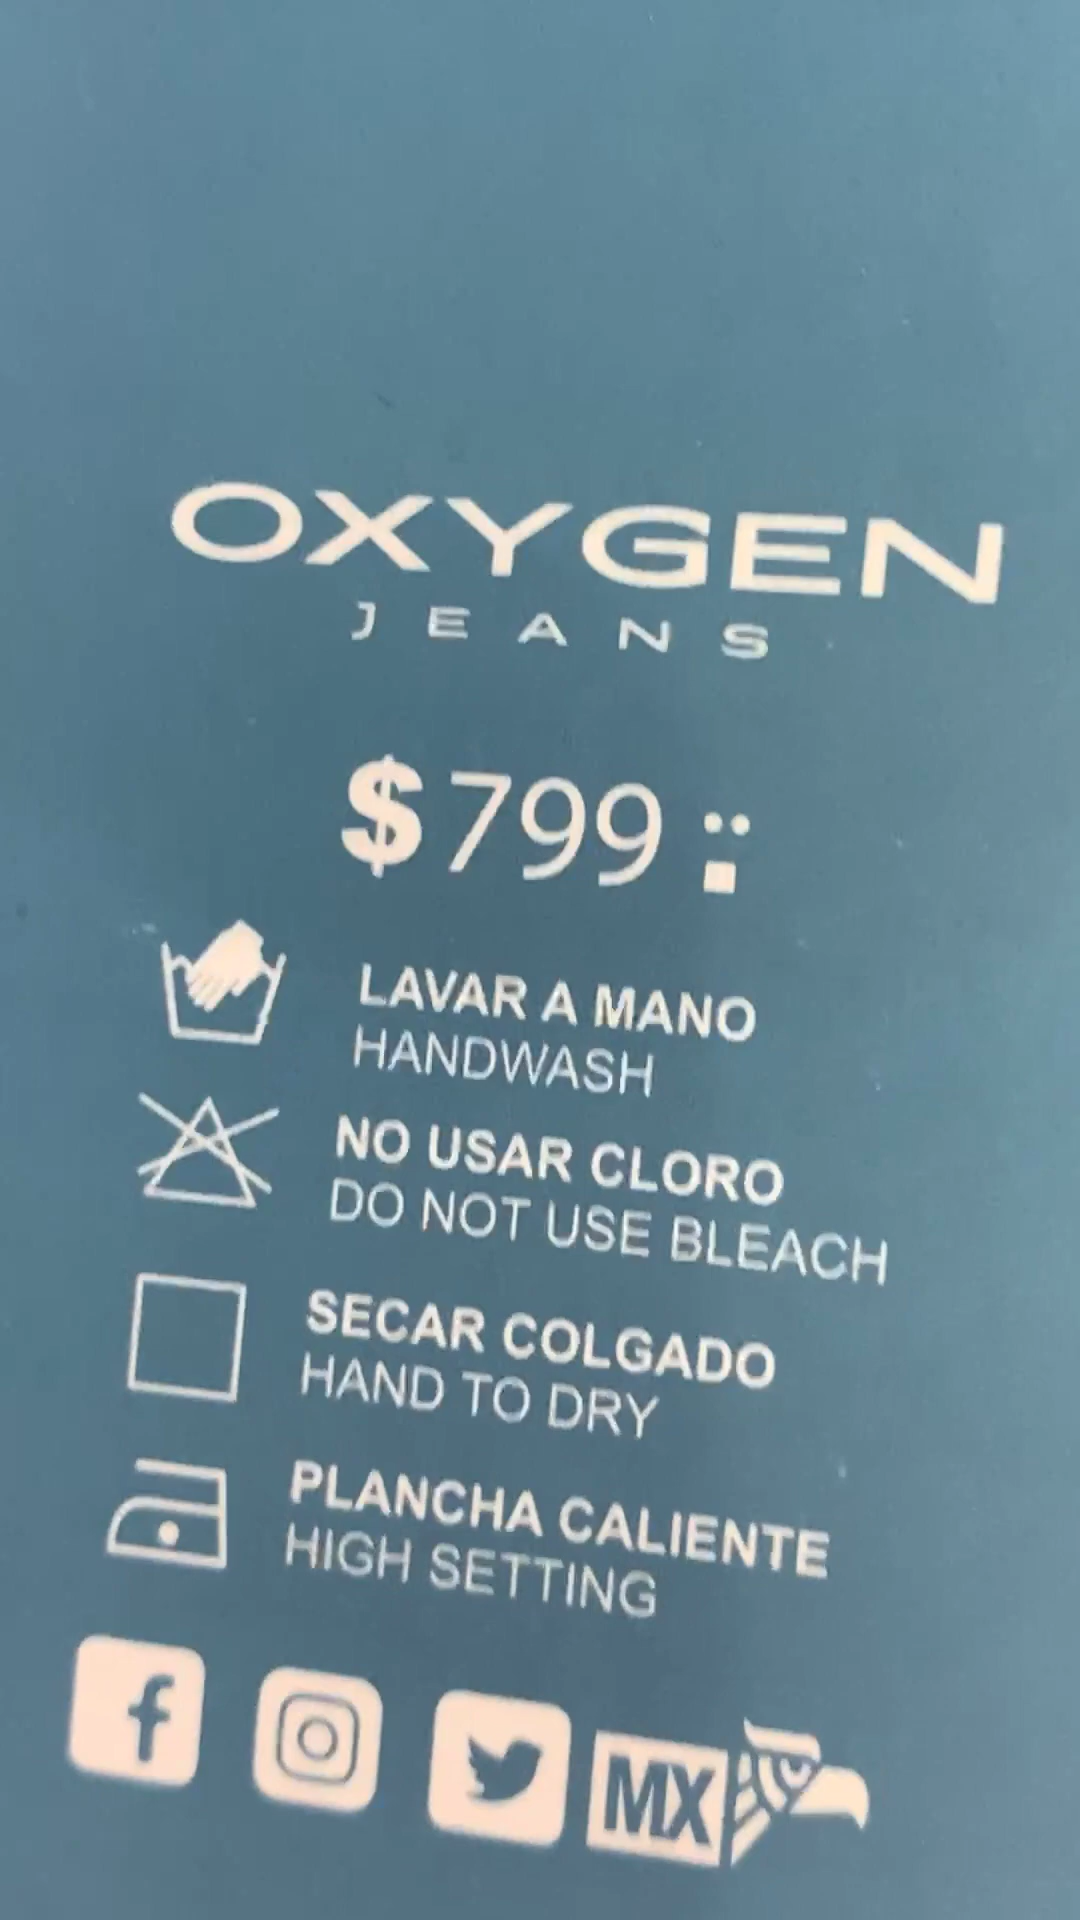 OXYGEN
JEANS
$799
LAVAR A MANO
HANDWASH
NO USAR CLORO
DO NOT USE BLEACH
SECAR COLGADO
HAND TO DRY
PLANCHA CALIENTE
HIGH SETTING
f
MX